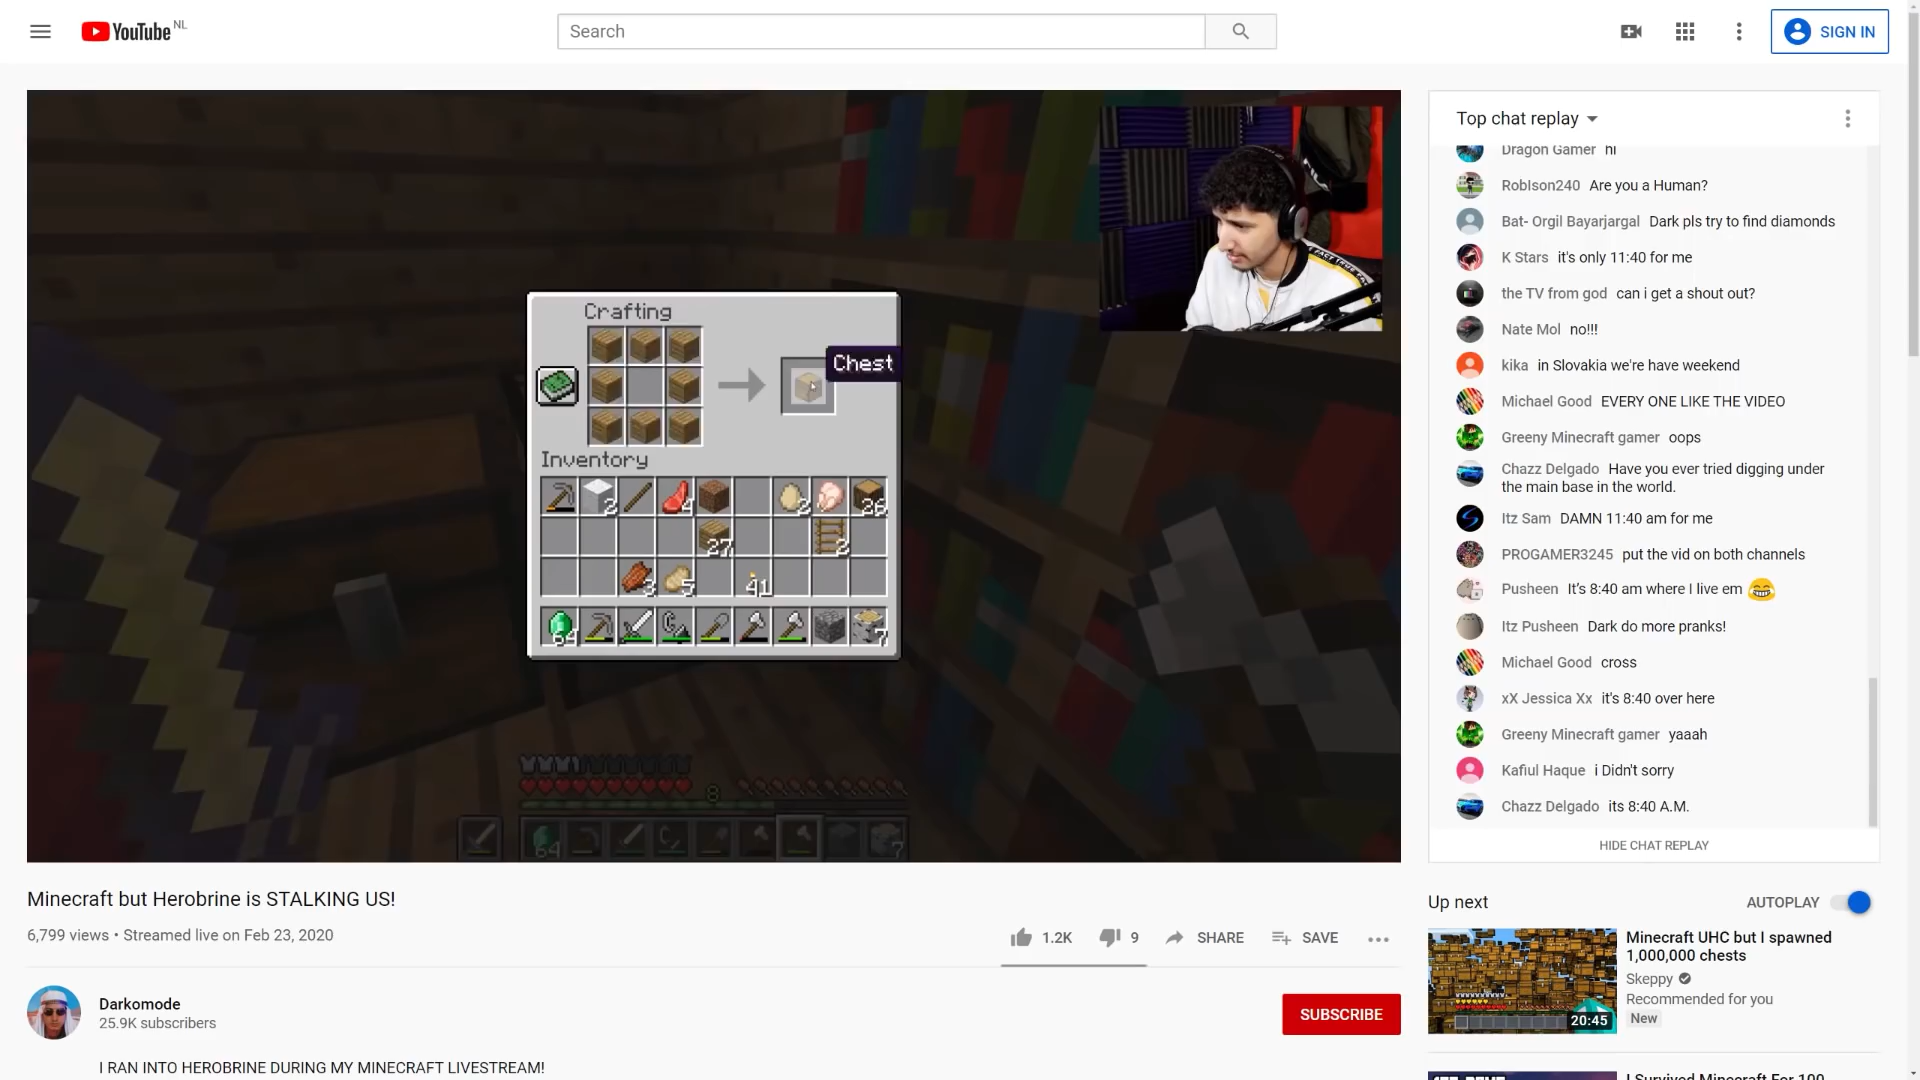 YouTube NL
Search
SIGN IN
Crafting
Chest
Inventory
2
4
2
26
27
2
3
5
41
64
7
8
64
7
Top chat replay
Dragon Gamer hi
RobIson240 Are you a Human?
Bat- Orgil Bayarjargal Dark pls try to find diamonds
K Stars it's only 11:40 for me
the TV from god can i get a shout out?
Nate Mol no!!!
kika in Slovakia we're have weekend
Michael Good EVERY ONE LIKE THE VIDEO
Greeny Minecraft gamer oops
Chazz Delgado Have you ever tried digging under
the main base in the world.
Itz Sam DAMN 11:40 am for me
PROGAMER3245 put the vid on both channels
Pusheen It's 8:40 am where I live em 😂
Itz Pusheen Dark do more pranks!
Michael Good cross
xX Jessica Xx it's 8:40 over here
Greeny Minecraft gamer yaaah
Kafiul Haque i Didn't sorry
Chazz Delgado its 8:40 A.M.
HIDE CHAT REPLAY
Minecraft but Herobrine is STALKING US!
6,799 views • Streamed live on Feb 23, 2020
1.2K 9 SHARE SAVE
Darkomode
25.9K subscribers
SUBSCRIBE
I RAN INTO HEROBRINE DURING MY MINECRAFT LIVESTREAM!
Up next
AUTOPLAY
Minecraft UHC but I spawned
1,000,000 chests
Skeppy
Recommended for you
New
20:45
I Survived Minecraft For 100